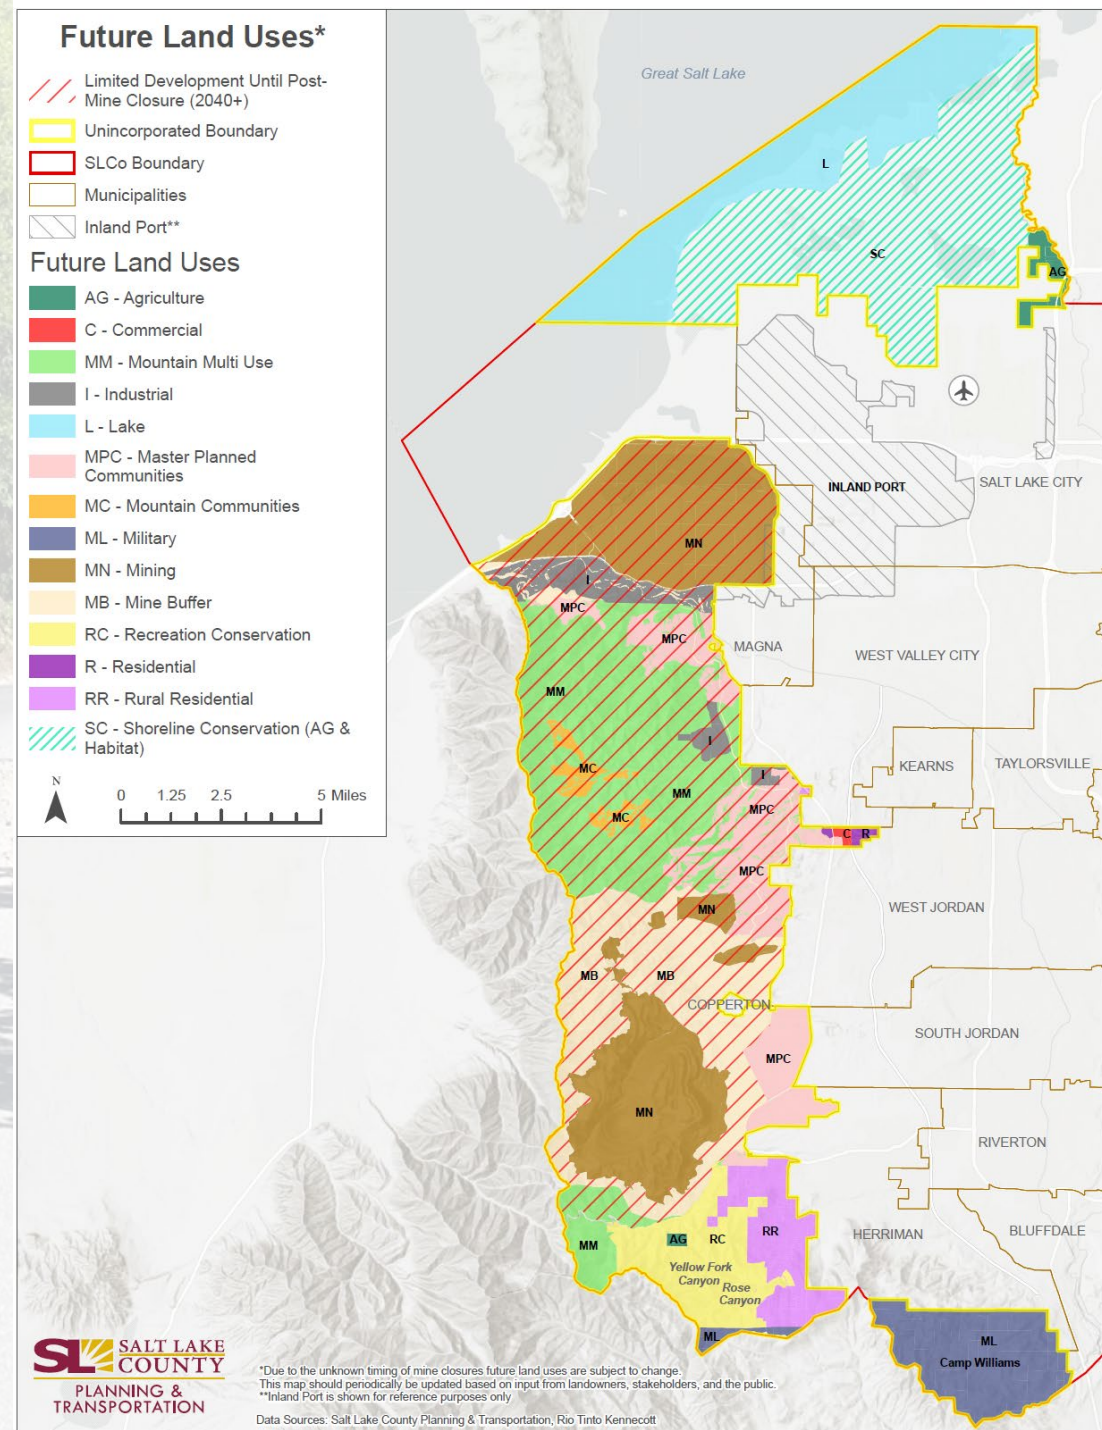 Future Land Uses*
Limited Development Until Post-
Mine Closure (2040+)
Unincorporated Boundary
SLCo Boundary
Municipalities
Inland Port**
Future Land Uses
AG - Agriculture
C - Commercial
MM - Mountain Multi Use
I - Industrial
L - Lake
MPC - Master Planned
Communities
MC - Mountain Communities
ML - Military
MN - Mining
MB - Mine Buffer
RC - Recreation Conservation
R - Residential
RR - Rural Residential
SC - Shoreline Conservation (AG &
Habitat)
N
0 1.25 2.5 5 Miles
Great Salt Lake
L
SC
AG
INLAND PORT
SALT LAKE CITY
MN
I
MPC
MPC
MAGNA
WEST VALLEY CITY
MM
I
MC
MM
I
KEARNS
TAYLORSVILLE
MPC
MC
C
R
MPC
MN
WEST JORDAN
MB
MB
COPPERTON
SOUTH JORDAN
MPC
MN
RIVERTON
MM
AG
RC
RR
HERRIMAN
BLUFFDALE
Yellow Fork
Canyon
Rose
Canyon
ML
ML
Camp Williams
SL
SALT LAKE
COUNTY
PLANNING &
TRANSPORTATION
*Due to the unknown timing of mine closures future land uses are subject to change.
This map should periodically be updated based on input from landowners, stakeholders, and the public.
**Inland Port is shown for reference purposes only
Data Sources: Salt Lake County Planning & Transportation, Rio Tinto Kennecott